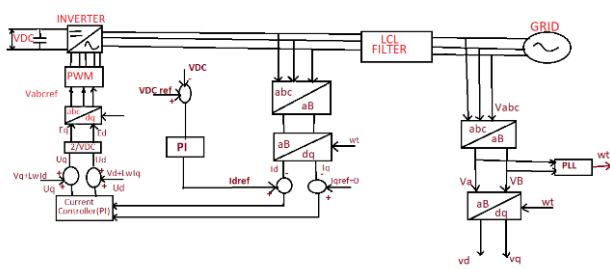 INVERTER
VDC
PWM
Vabcref
abc
dq
Eq
Ed
2/VDC
Uq
Ud
Vq+LwId
Vd+LwIq
Uq
Ud
Current
Controller(PI)
VDC
VDC ref
PI
Idref
abc
aB
aB
dq
wt
Id
Iq
Iqref=0
LCL
FILTER
GRID
Vabc
abc
aB
PLL
wt
Va
VB
aB
dq
wt
vd
vq